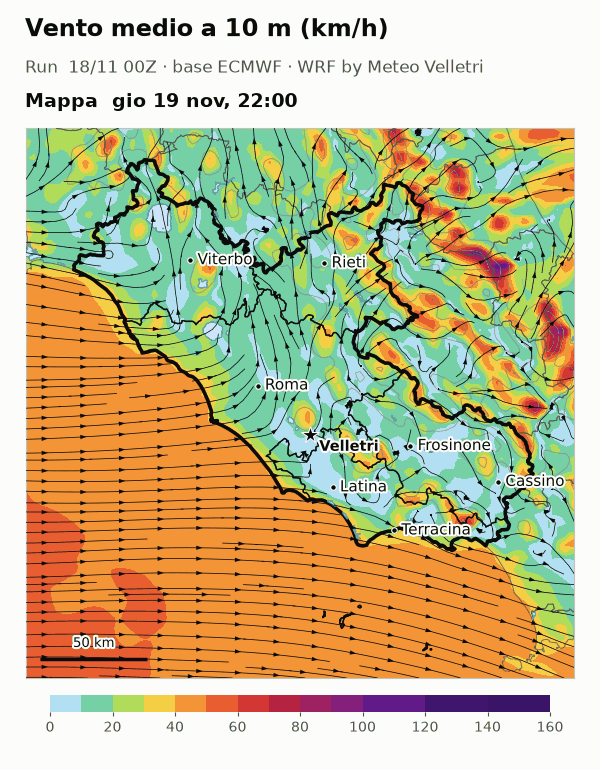 Vento medio a 10 m (km/h)
Run 18/11 00Z · base ECMWF · WRF by Meteo Velletri
Mappa gio 19 nov, 22:00
Viterbo
Rieti
Roma
Velletri
Frosinone
Latina
Cassino
Terracina
50 km
0 20 40 60 80 100 120 140 160